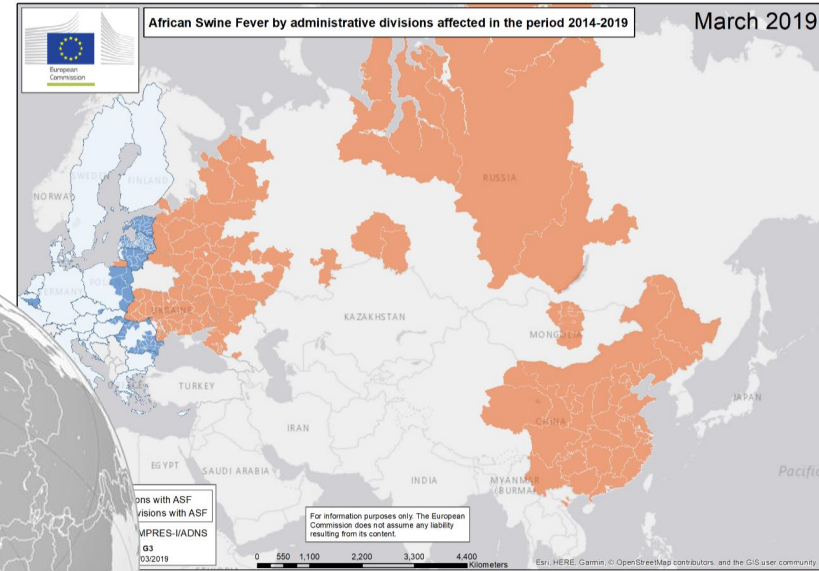 African Swine Fever by administrative divisions affected in the period 2014-2019
March 2019
European
Commission
SWEDEN
FINLAND
NORWAY
RUSSIA
GERMANY
UKRAINE
KAZAKHSTAN
MONGOLIA
TURKEY
CHINA
JAPAN
IRAN
EGYPT
SAUDI ARABIA
INDIA
MYANMAR
(BURMA)
Pacific
ons with ASF
visions with ASF
MPRES-I/ADNS
G3
03/2019
For information purposes only. The European
Commission does not assume any liability
resulting from its content.
0 550 1,100 2,200 3,300 4,400
Kilometers
Esri, HERE, Garmin, © OpenStreetMap contributors, and the GIS user community